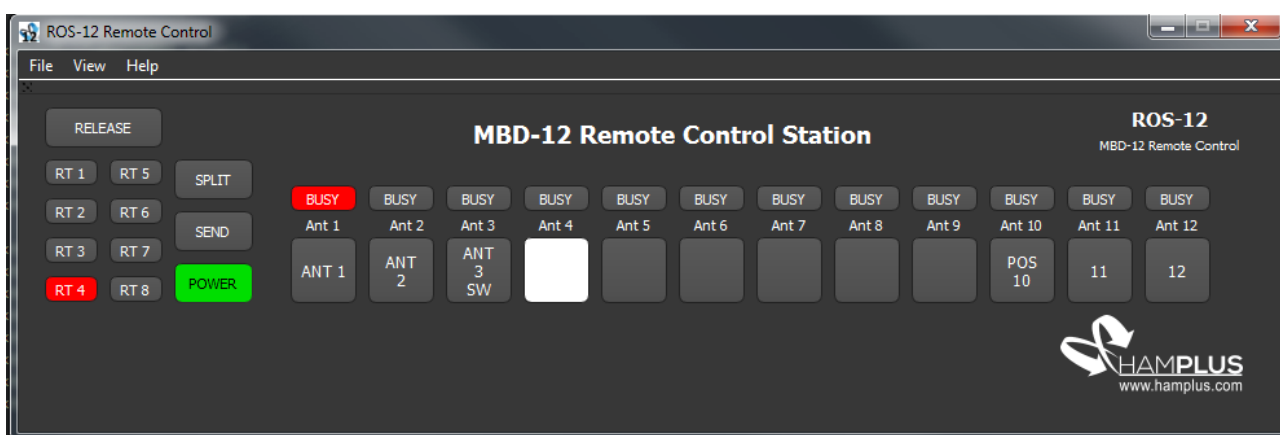 ROS-12 Remote Control
File View Help
RELEASE
MBD-12 Remote Control Station
ROS-12
MBD-12 Remote Control
RT 1 RT 5 SPLIT
RT 2 RT 6 SEND
RT 3 RT 7 POWER
RT 4 RT 8
BUSY BUSY BUSY BUSY BUSY BUSY BUSY BUSY BUSY BUSY BUSY BUSY
Ant 1 Ant 2 Ant 3 Ant 4 Ant 5 Ant 6 Ant 7 Ant 8 Ant 9 Ant 10 Ant 11 Ant 12
ANT 1
ANT
2
ANT
3
SW
POS
10
11
12
HAMPLUS
www.hamplus.com